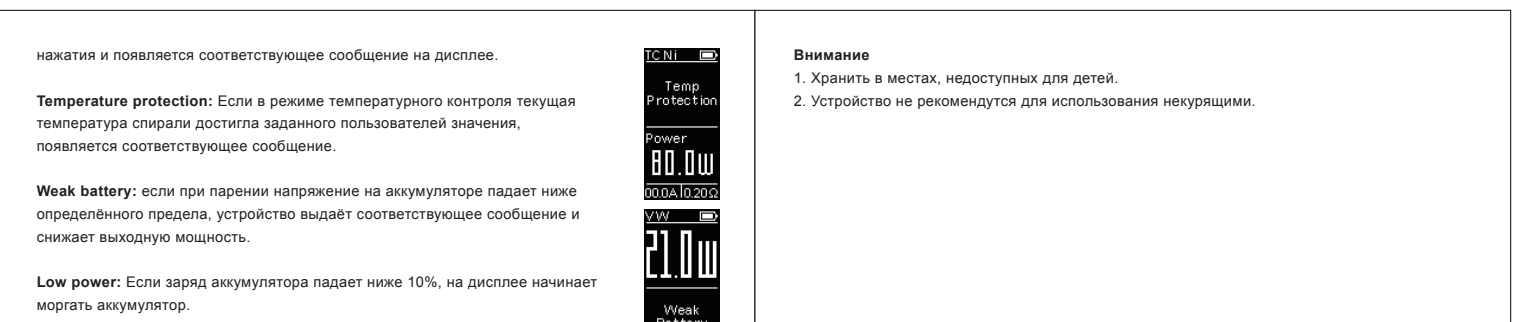 нажатия и появляется соответствующее сообщение на дисплее.
Temperature protection: Если в режиме температурного контроля текущая
температура спирали достигла заданного пользователей значения,
появляется соответствующее сообщение.
Weak battery: если при парении напряжение на аккумуляторе падает ниже
определённого предела, устройство выдаёт соответствующее сообщение и
снижает выходную мощность.
Low power: Если заряд аккумулятора падает ниже 10%, на дисплее начинает
моргать аккумулятор.
TC Ni
Temp
Protection
Power
80.0w
00.0A 0.20Ω
VW
21.0w
Weak
Battery
Внимание
1. Хранить в местах, недоступных для детей.
2. Устройство не рекомендутся для использования некурящими.